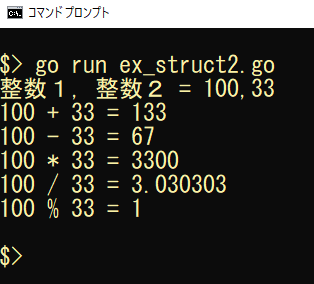 コマンド プロンプト
$> go run ex_struct2.go
整数1, 整数2 = 100,33
100 + 33 = 133
100 - 33 = 67
100 * 33 = 3300
100 / 33 = 3.030303
100 % 33 = 1
$>